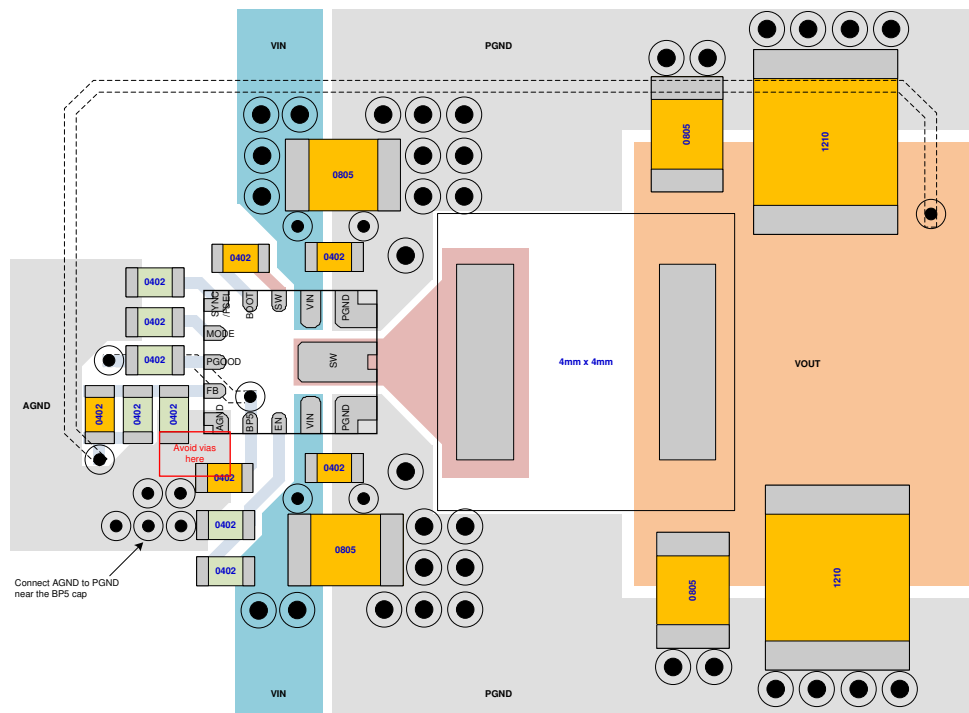 VIN
PGND
0805
1210
0805
0402
0402
0402
SYNC
/PSEL
BOOT
SW
VIN
PGND
0402
MODE
0402
PGOOD
SW
4mm x 4mm
VOUT
FB
AGND
0402
0402
0402
AGND
BP5
EN
VIN
PGND
Avoid vias
here
0402
0402
0402
0805
0402
Connect AGND to PGND
near the BP5 cap
0805
1210
VIN
PGND